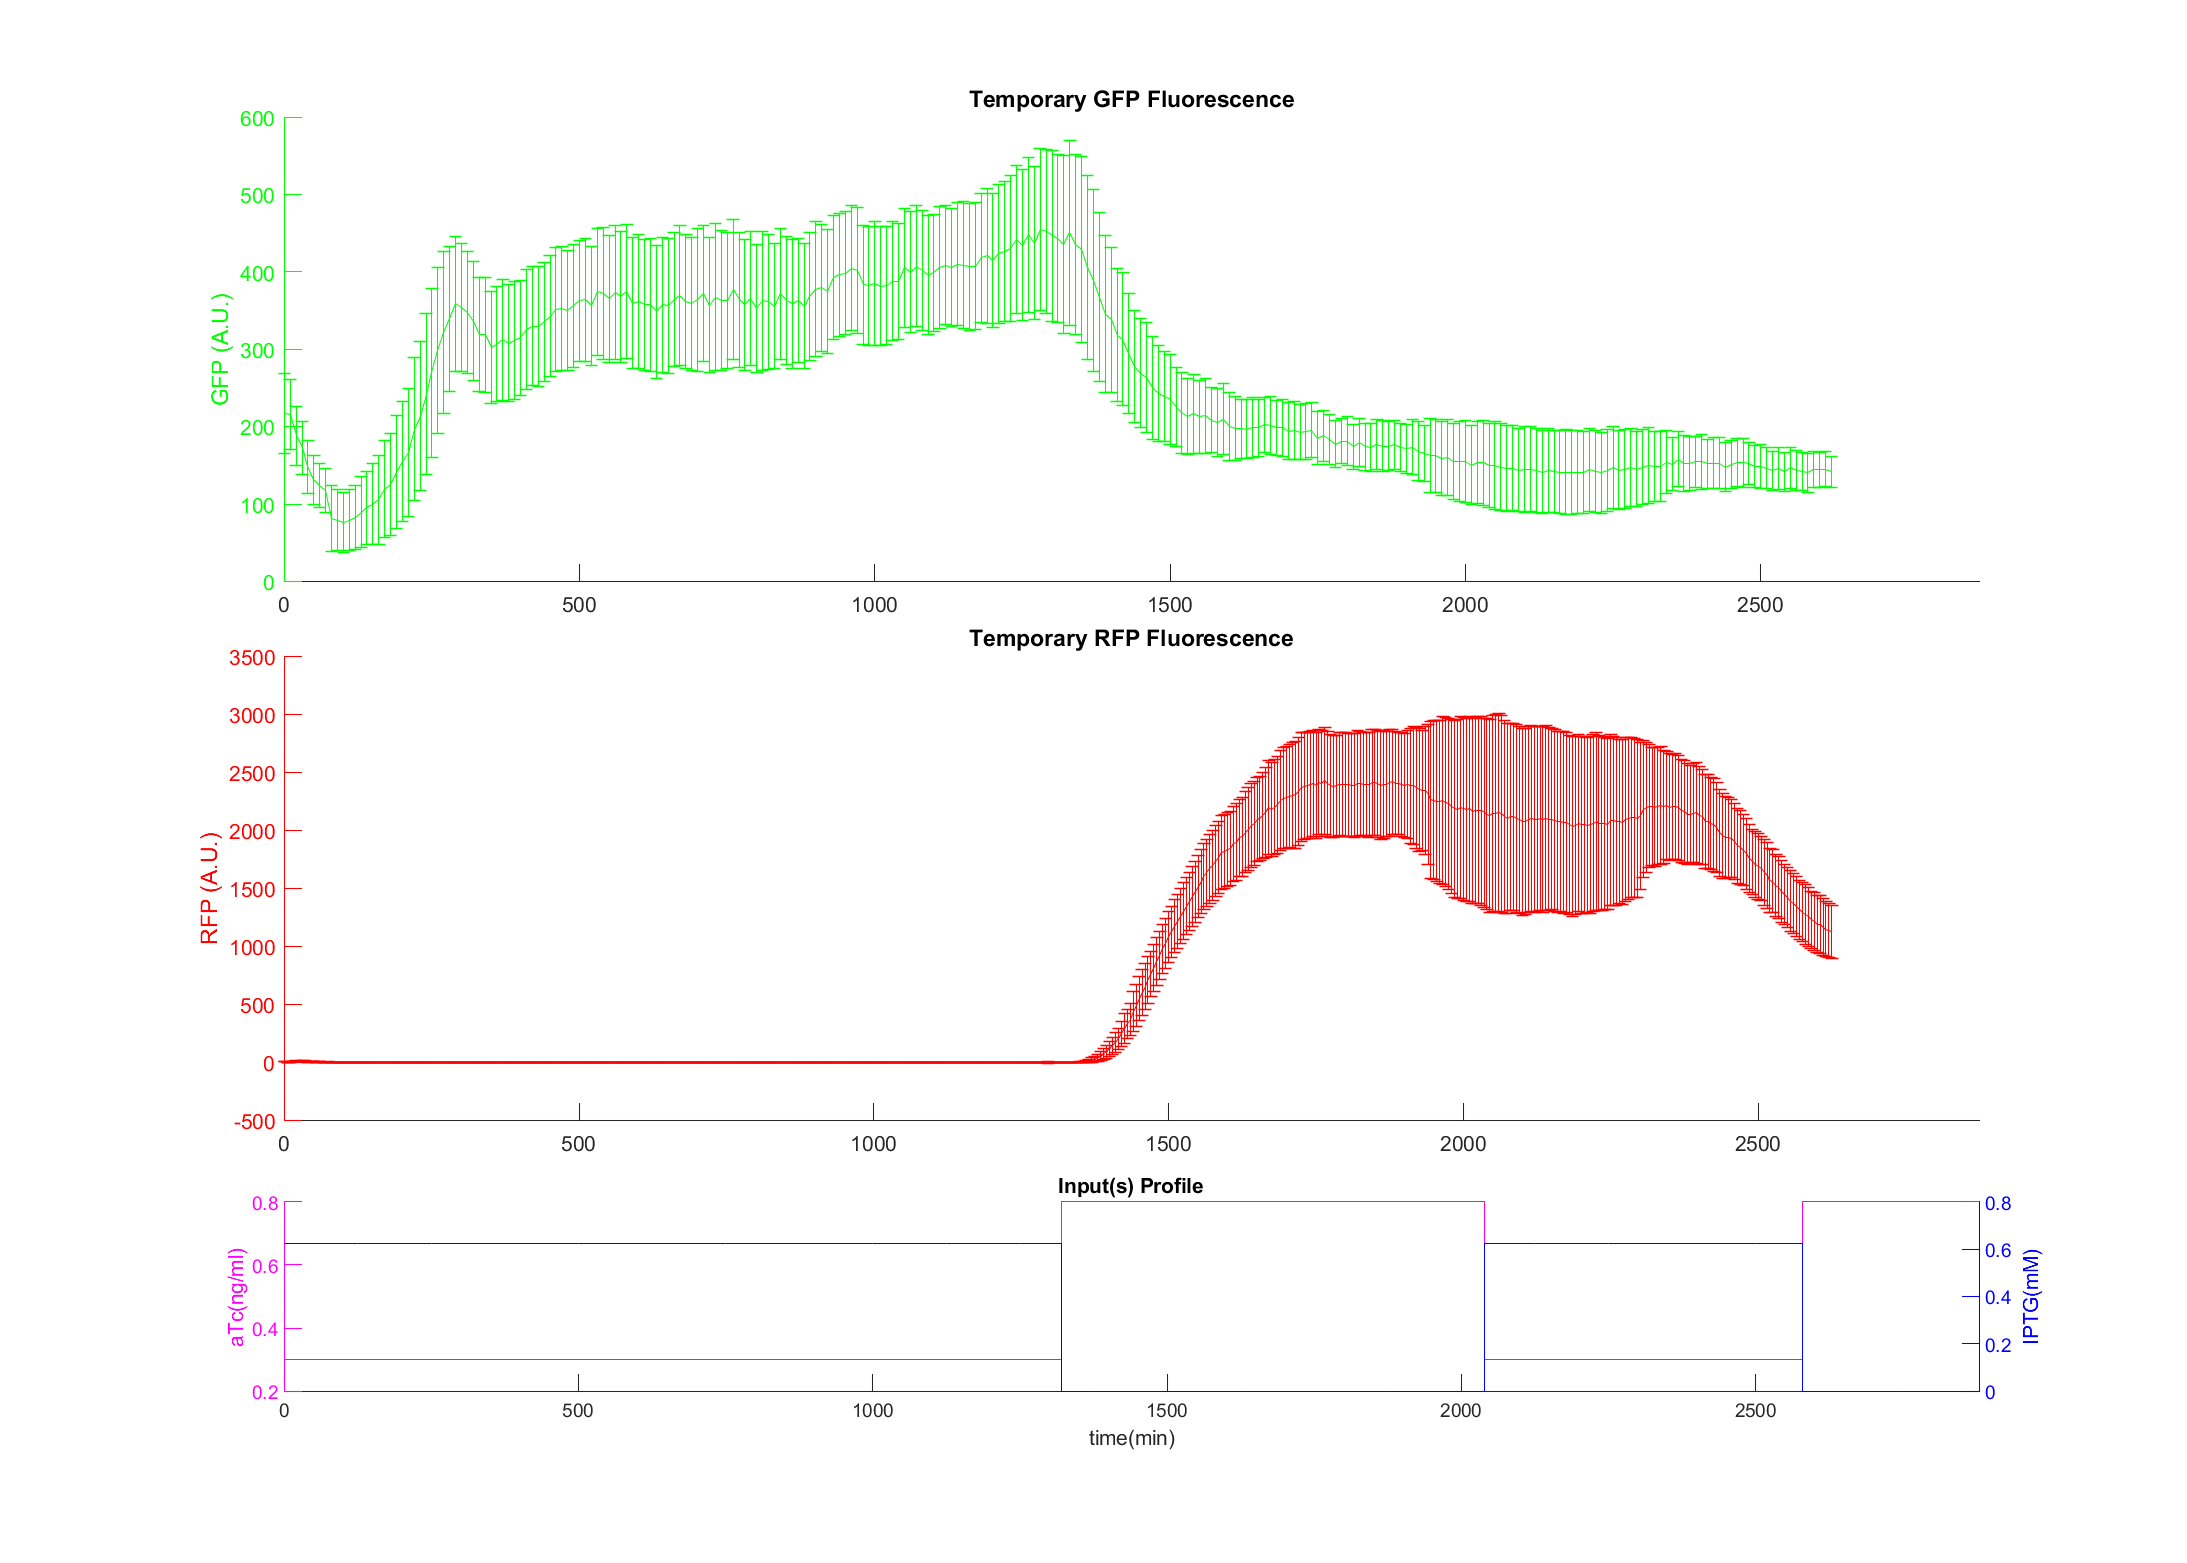 Temporary GFP Fluorescence
600
500
400
300
200
100
0
GFP (A.U.)
0 500 1000 1500 2000 2500
Temporary RFP Fluorescence
3500
3000
2500
2000
1500
1000
500
0
-500
RFP (A.U.)
0 500 1000 1500 2000 2500
Input(s) Profile
0.8
0.6
0.4
0.2
aTc(ng/ml)
0.8
0.6
0.4
0.2
0
IPTG(mM)
0 500 1000 1500 2000 2500
time(min)